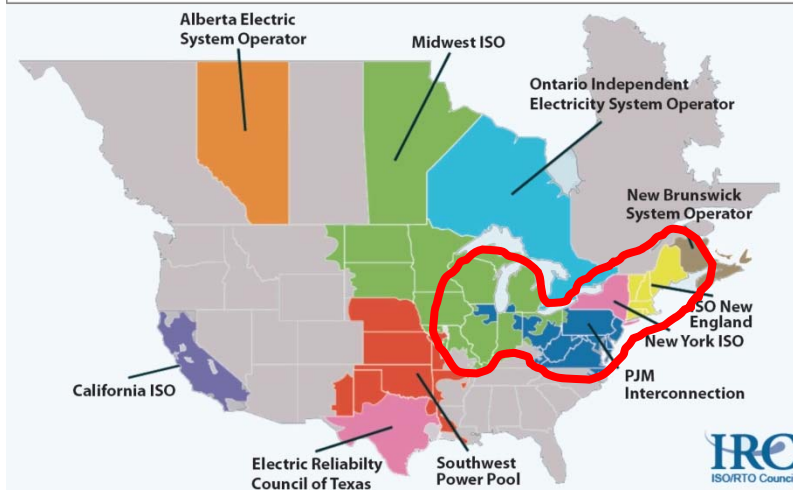 Alberta Electric
System Operator
Midwest ISO
Ontario Independent
Electricity System Operator
New Brunswick
System Operator
ISO New
England
New York ISO
PJM
Interconnection
California ISO
Electric Reliabilty
Council of Texas
Southwest
Power Pool
IRC
ISO/RTO Council